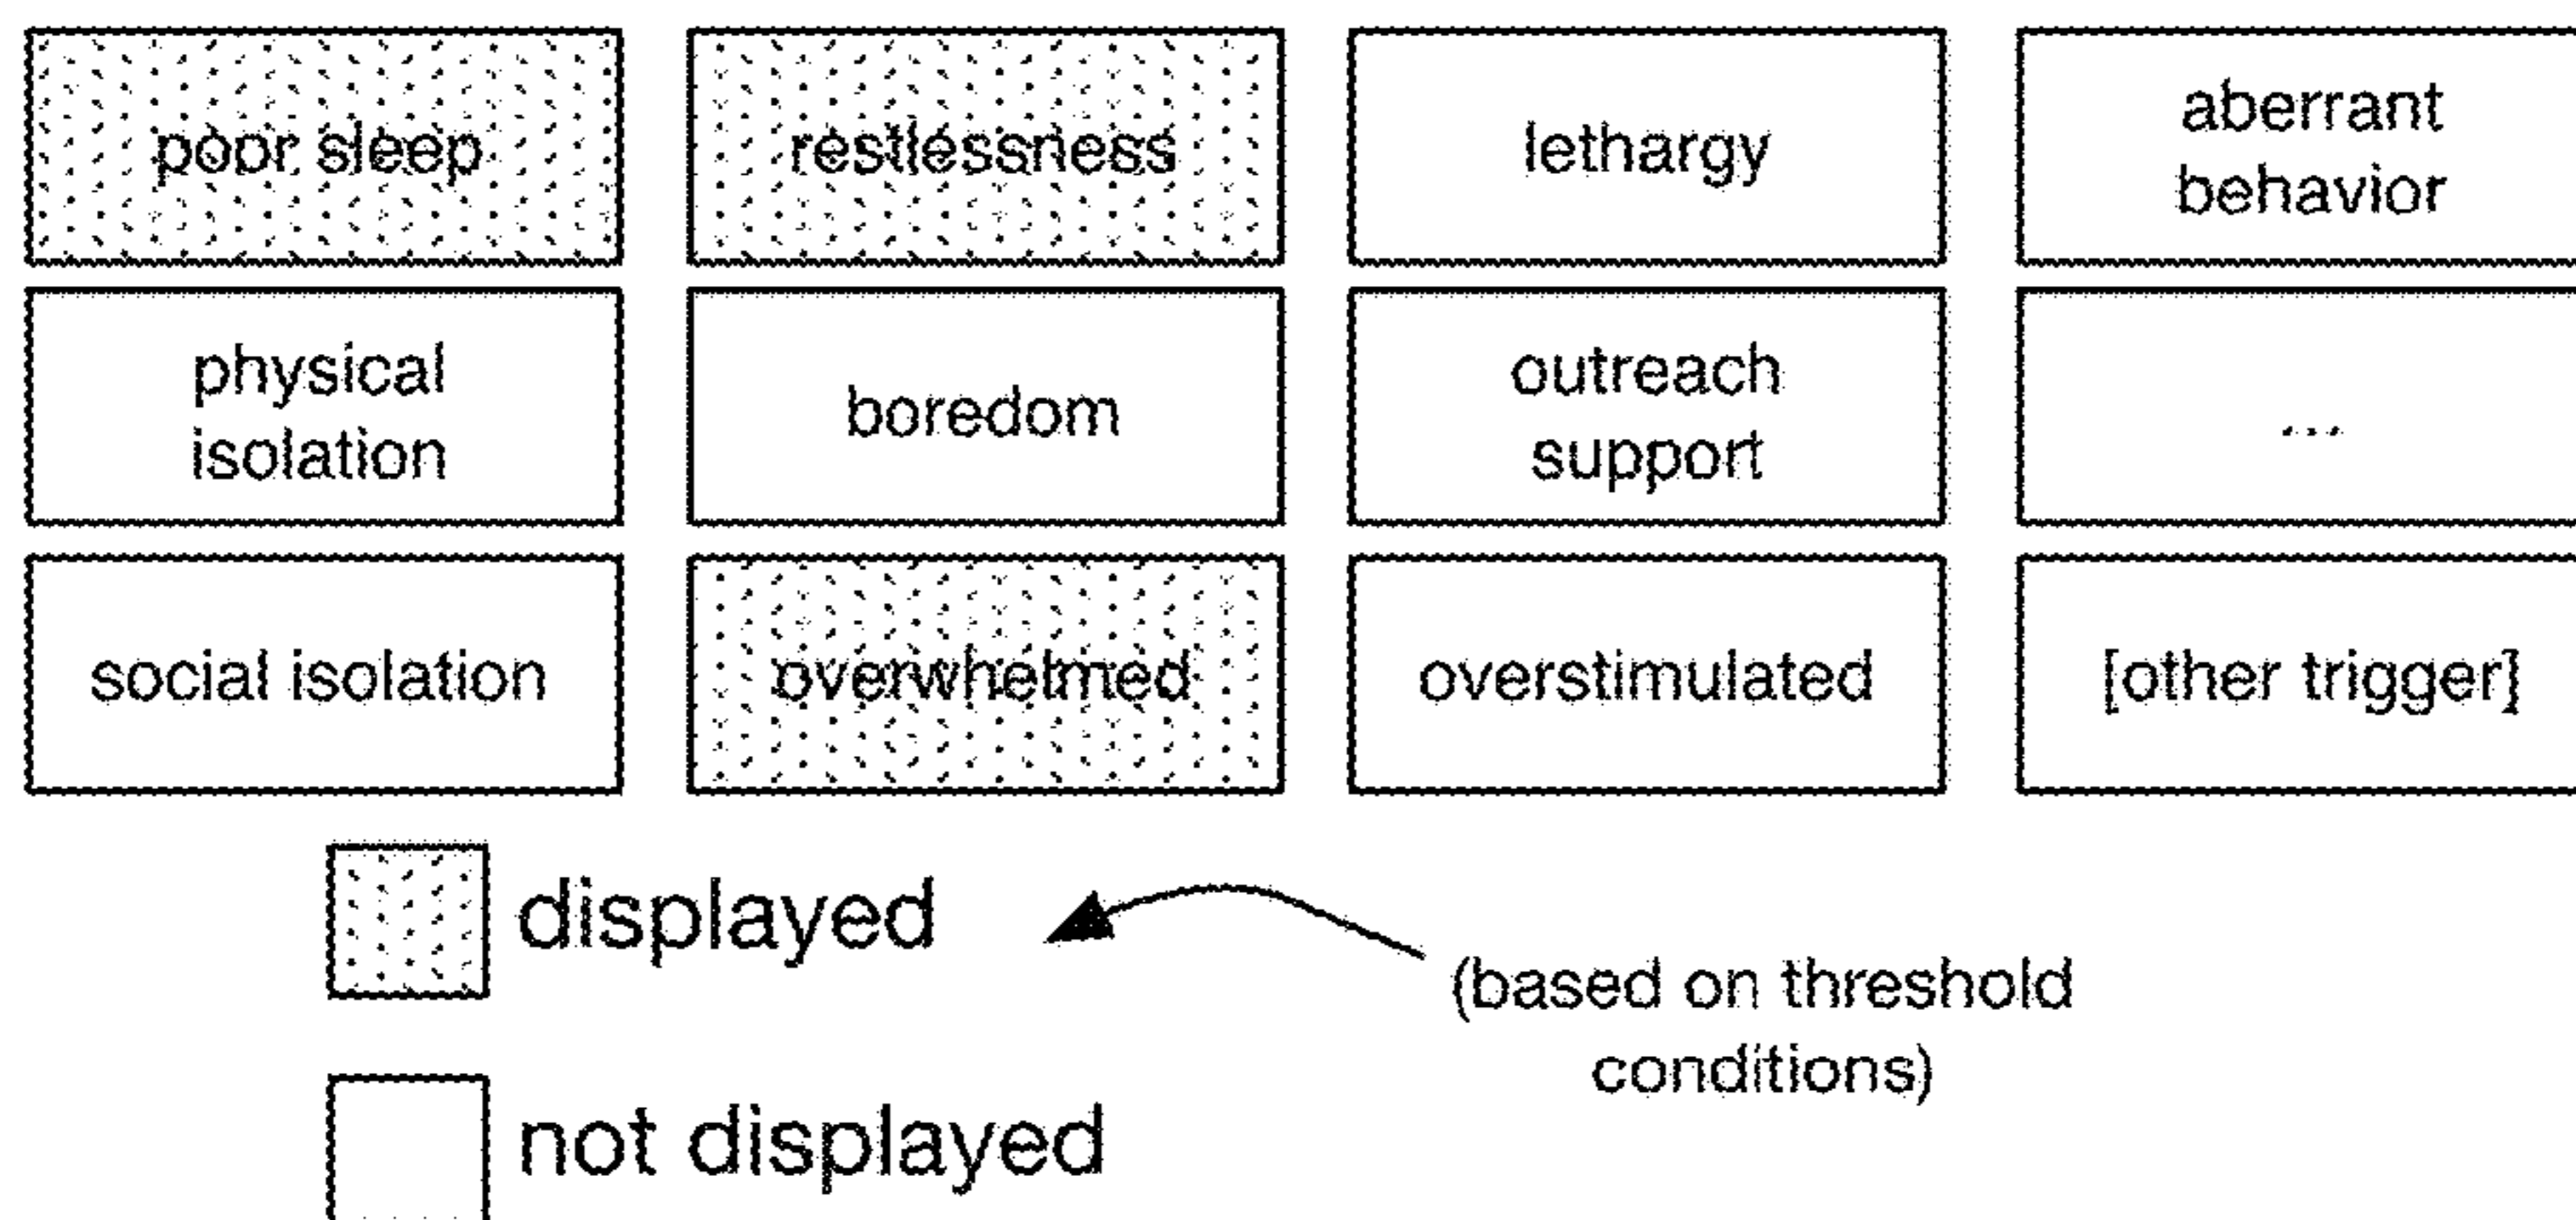 poor sleep
restlessness
lethargy
aberrant
behavior
physical
isolation
boredom
outreach
support
...
social isolation
overwhelmed
overstimulated
[other trigger]
displayed
(based on threshold
conditions)
not displayed